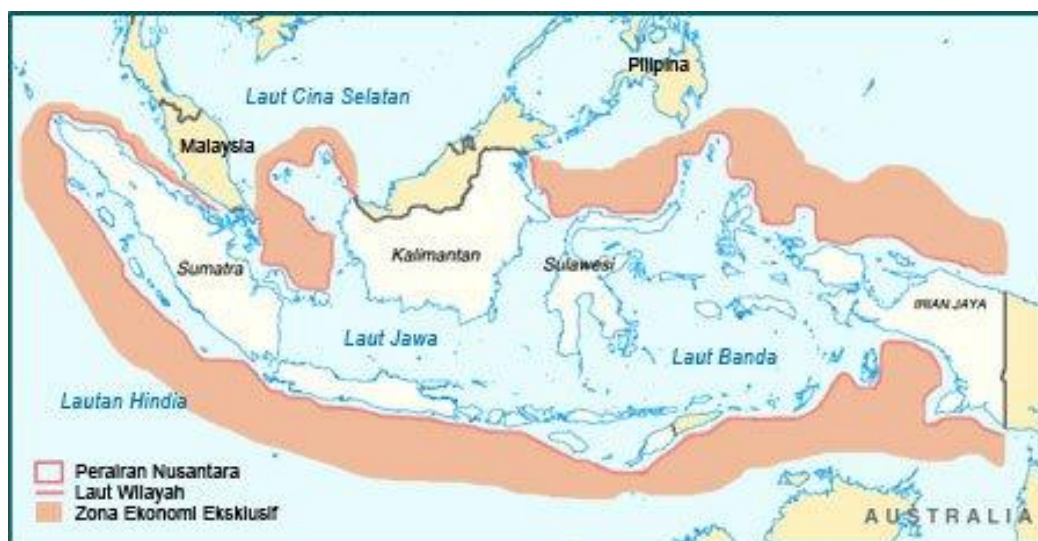 Pilipina
Laut Cina Selatan
Malaysia
Kalimantan
Sumatra
Sulawesi
IRIAN JAYA
Laut Jawa
Laut Banda
Lautan Hindia
Perairan Nusantara
Laut Wilayah
Zona Ekonomi Eksklusif
AUSTRALIA